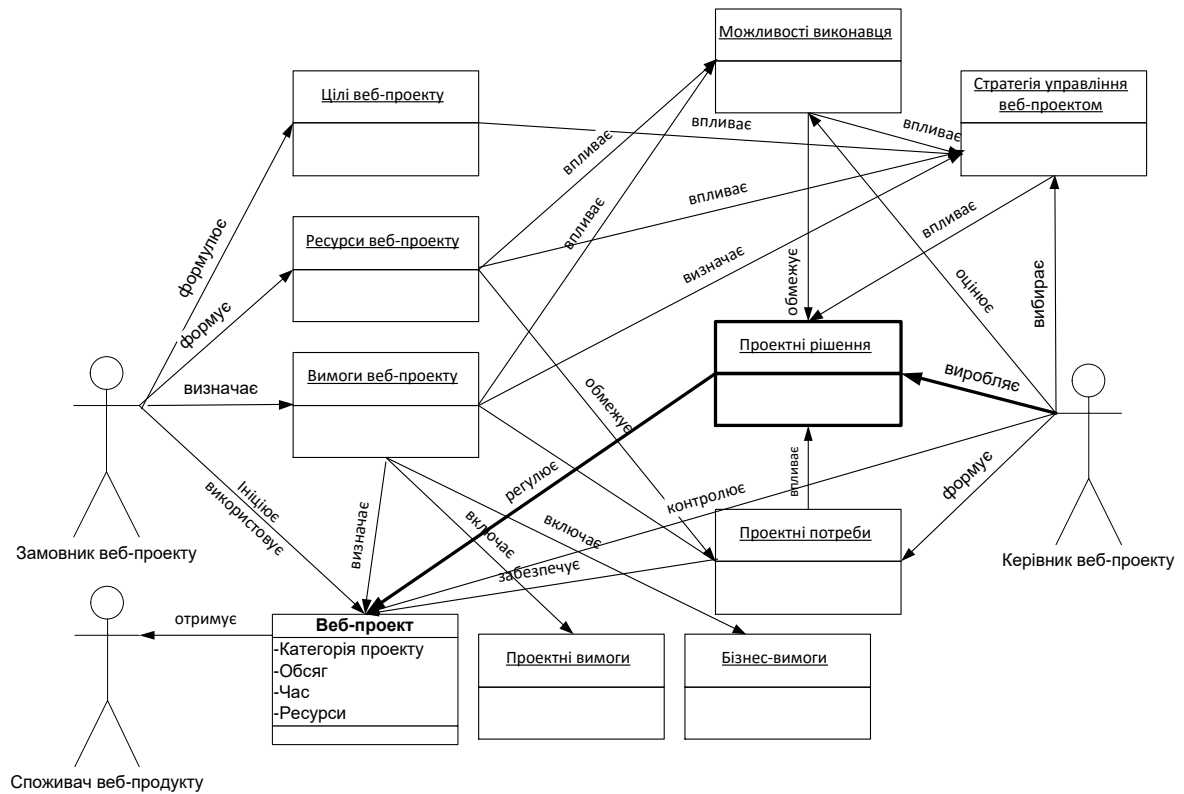 Можливості виконавця
Цілі веб-проекту
Стратегія управління
веб-проектом
впливає
впливає
впливає
впливає
впливає
впливає
формулює
Ресурси веб-проекту
визначає
обмежує
оцінює
вибирає
формує
Вимоги веб-проекту
Проектні рішення
визначає
виробляє
обмежує
регулює
впливає
формує
контролює
Ініціює
використовує
визначає
включає
включає
Проектні потреби
забезпечує
Замовник веб-проекту
Керівник веб-проекту
отримує
Веб-проект
-Категорія проекту
-Обсяг
-Час
-Ресурси
Проектні вимоги
Бізнес-вимоги
Споживач веб-продукту